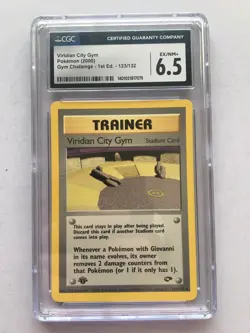 CGC
CERTIFIED GUARANTY COMPANY
Viridian City Gym
Pokémon (2000)
Gym Challenge - 1st Ed. - 123/132
EX/NM+
6.5
TRAINER
Viridian City Gym
Stadium Card
This card stays in play after being played.
Discard this card if another Stadium card
comes into play.
Whenever a Pokémon with Giovanni
in its name evolves, its owner
removes 2 damage counters from
that Pokémon (or 1 if it only has 1).